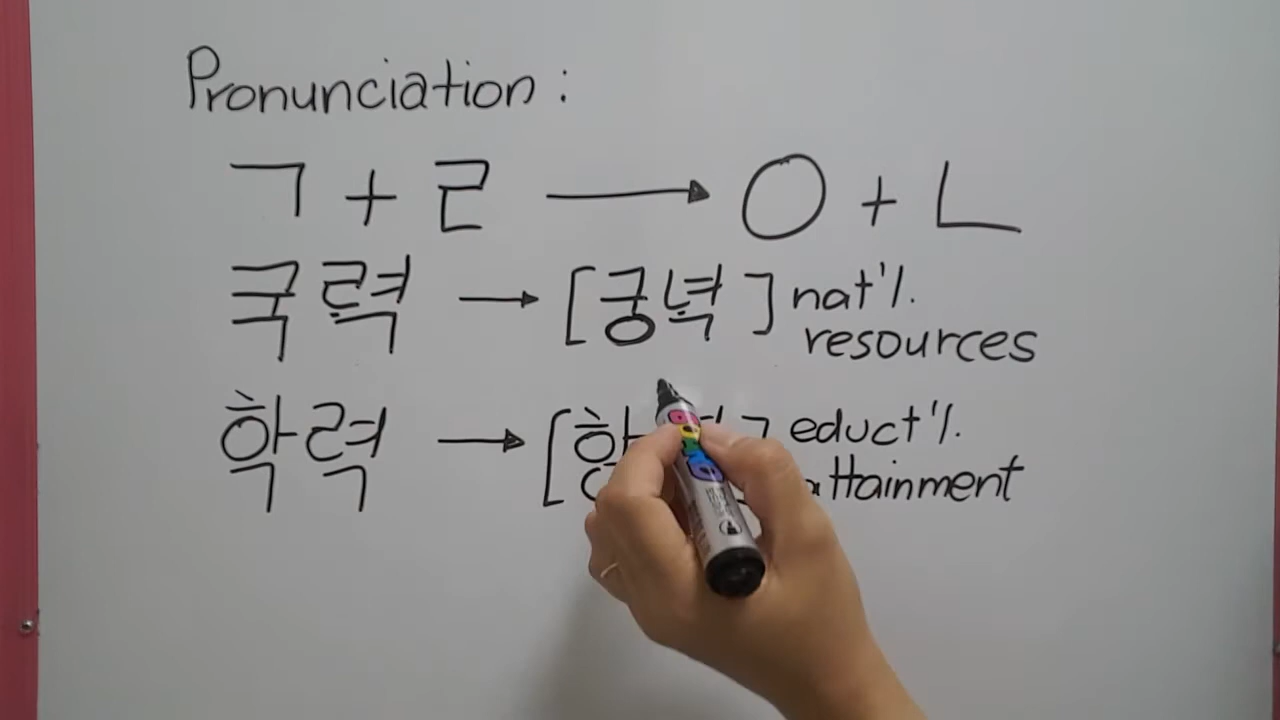 Pronunciation :
ㄱ + ㄹ → ㅇ + ㄴ
국력 → [궁녁] nat'l.
resources
학력 → [ ] educt'l.
attainment